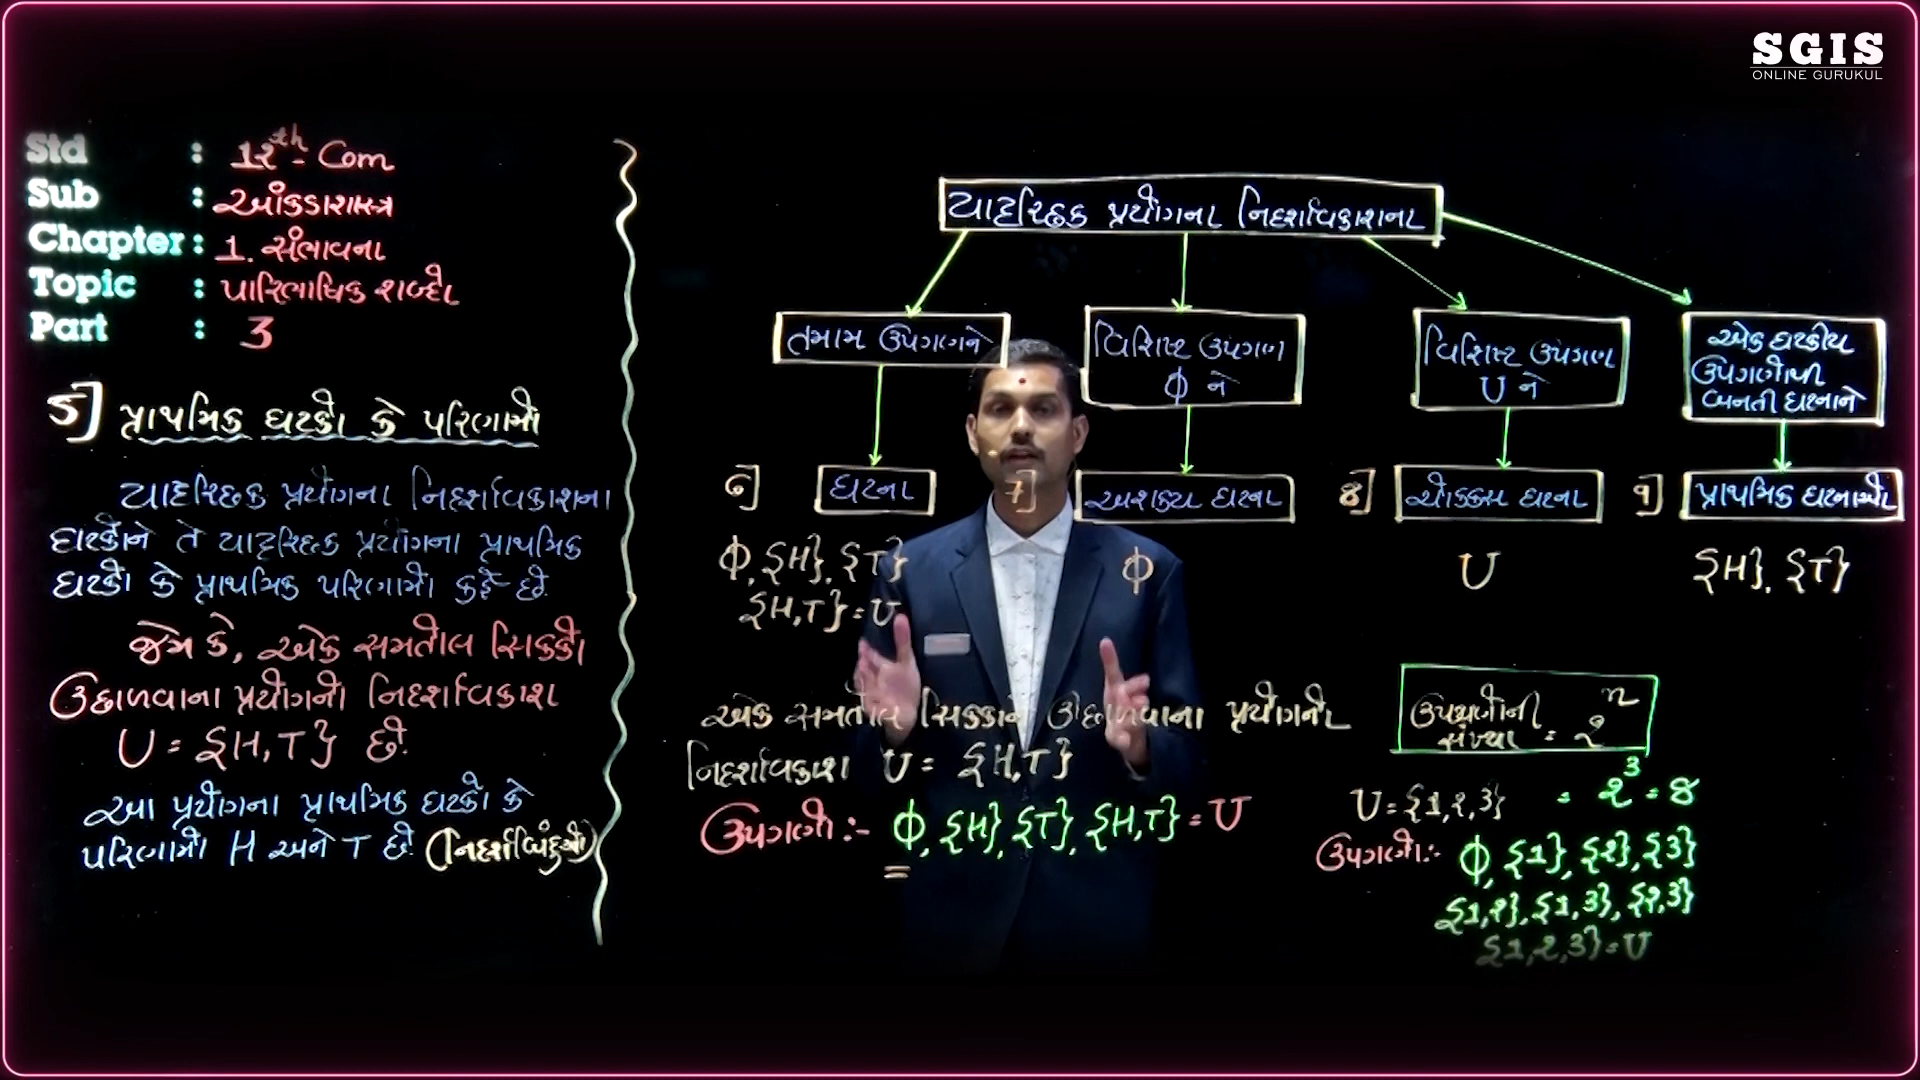 SGIS
ONLINE GURUKUL
Std : 12th - Com
Sub : આંકડાશાસ્ત્ર
Chapter : 1. સંભાવના
Topic : પારિભાષિક શબ્દો
Part : 3
5] પ્રાથમિક ઘટકો કે પરિણામો
યાદચ્છિક પ્રયોગના નિદર્શાવકાશના
ઘટકોને તે યાદચ્છિક પ્રયોગના પ્રાથમિક
ઘટકો કે પ્રાથમિક પરિણામો કહે છે.
જેમ કે, એક સમતોલ સિક્કો
ઉછાળવાના પ્રયોગનો નિદર્શાવકાશ
U = {H, T} છે.
આ પ્રયોગના પ્રાથમિક ઘટકો કે
પરિણામો H અને T છે. (નિદર્શબિંદુઓ)
યાદચ્છિક પ્રયોગના નિદર્શાવકાશના
તમામ ઉપગણને
વિશિષ્ટ ઉપગણ
ϕ ને
વિશિષ્ટ ઉપગણ
U ને
એક ઘટકીય
ઉપગણોથી
બનતી ઘટનાને
૬] ઘટના
7] અશક્ય ઘટના
8] ચોક્કસ ઘટના
9] પ્રાથમિક ઘટનાઓ
ϕ, {H}, {T}
{H,T} = U
ϕ
U
{H}, {T}
એક સમતોલ સિક્કાને ઉછાળવાના પ્રયોગનો
નિદર્શાવકાશ U = {H,T}
ઉપગણો :- ϕ, {H}, {T}, {H,T} = U
=
ઉપગણોની
સંખ્યા = 2ⁿ
U = {1,2,3} = 2³ = 8
ઉપગણો :- ϕ, {1}, {2}, {3}
{1,2}, {1,3}, {2,3}
{1,2,3} = U